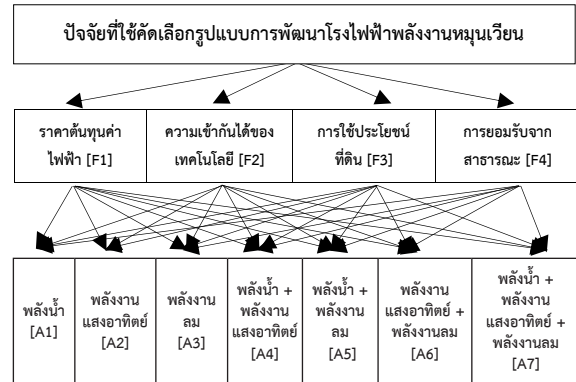 ปัจจัยที่ใช้คัดเลือกรูปแบบการพัฒนาโรงไฟฟ้าพลังงานหมุนเวียน
ราคาต้นทุนค่า
ไฟฟ้า [F1]
ความเข้ากันได้ของ
เทคโนโลยี [F2]
การใช้ประโยชน์
ที่ดิน [F3]
การยอมรับจาก
สาธารณะ [F4]
พลังน้ำ
[A1]
พลังงาน
แสงอาทิตย์
[A2]
พลังงาน
ลม
[A3]
พลังน้ำ +
พลังงาน
แสงอาทิตย์
[A4]
พลังน้ำ +
พลังงาน
ลม
[A5]
พลังงาน
แสงอาทิตย์ +
พลังงานลม
[A6]
พลังน้ำ +
พลังงาน
แสงอาทิตย์ +
พลังงานลม
[A7]